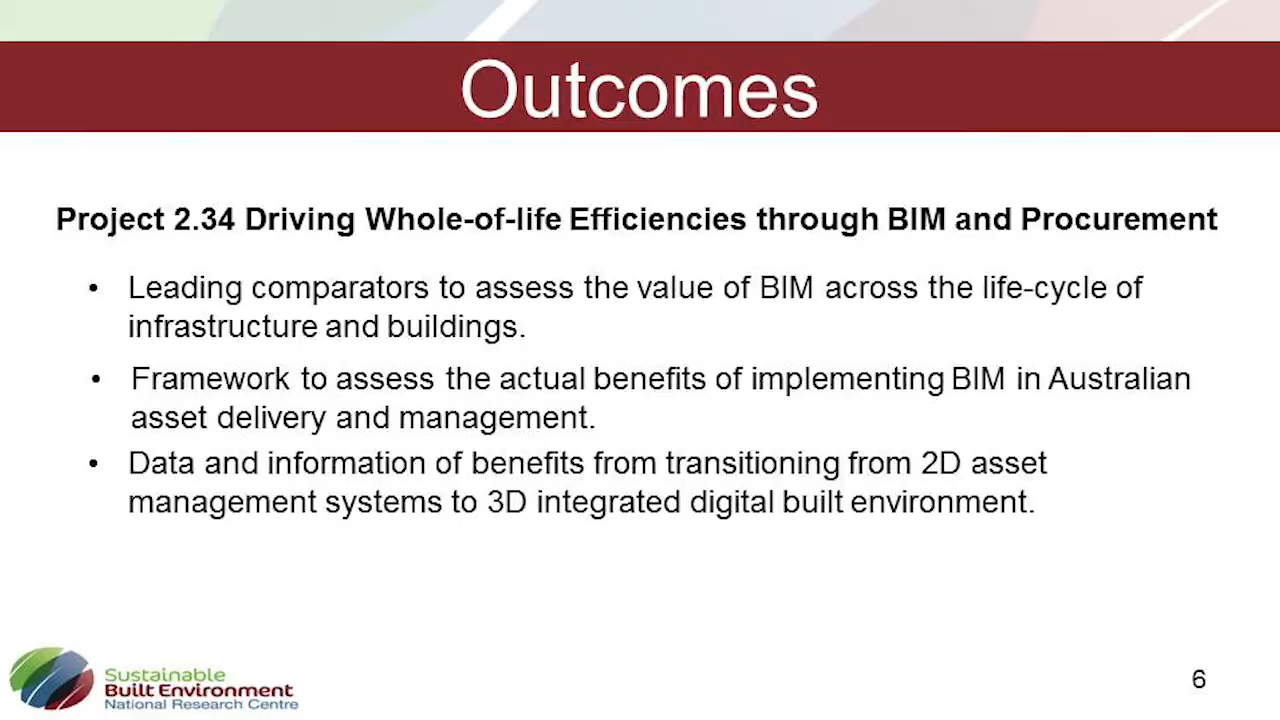 Outcomes
Project 2.34 Driving Whole-of-life Efficiencies through BIM and Procurement
• Leading comparators to assess the value of BIM across the life-cycle of
infrastructure and buildings.
• Framework to assess the actual benefits of implementing BIM in Australian
asset delivery and management.
• Data and information of benefits from transitioning from 2D asset
management systems to 3D integrated digital built environment.
Sustainable
Built Environment
National Research Centre
6